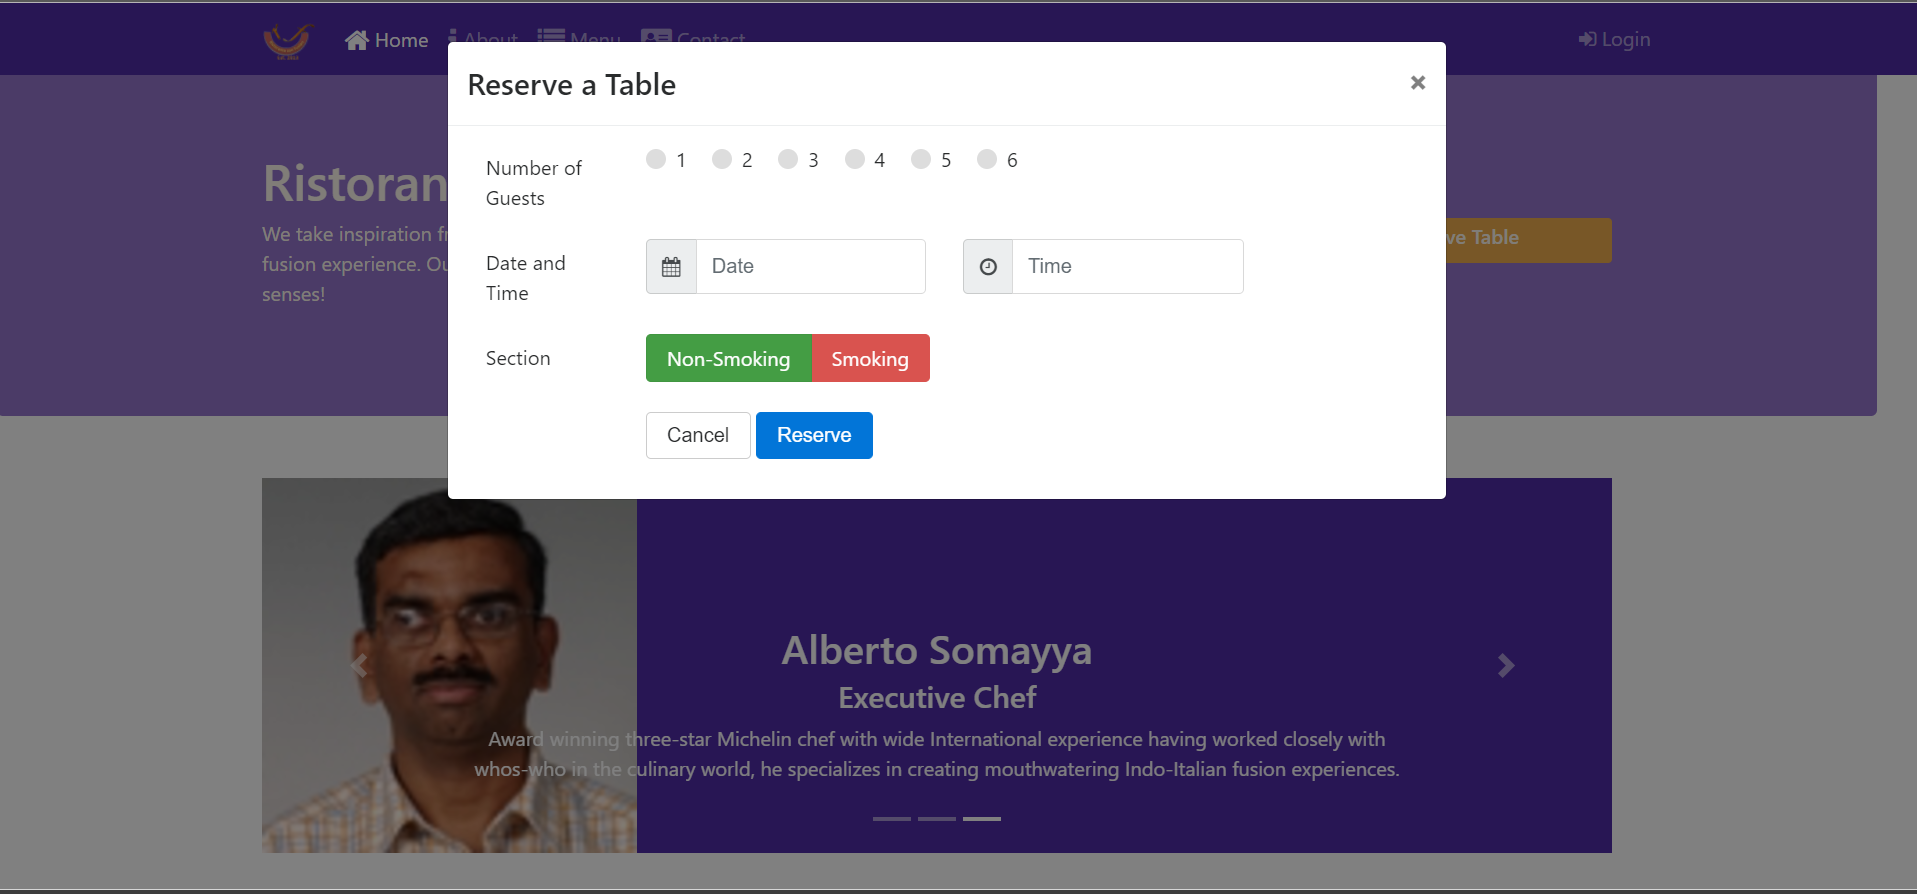 Home About Menu Contact Login
Reserve a Table ×
Number of
Guests
1 2 3 4 5 6
Date and
Time
Date
Time
Section
Non-Smoking Smoking
Cancel Reserve
Ristoran
We take inspiration fr
fusion experience. Ou
senses!
ve Table
Alberto Somayya
Executive Chef
Award winning three-star Michelin chef with wide International experience having worked closely with
whos-who in the culinary world, he specializes in creating mouthwatering Indo-Italian fusion experiences.